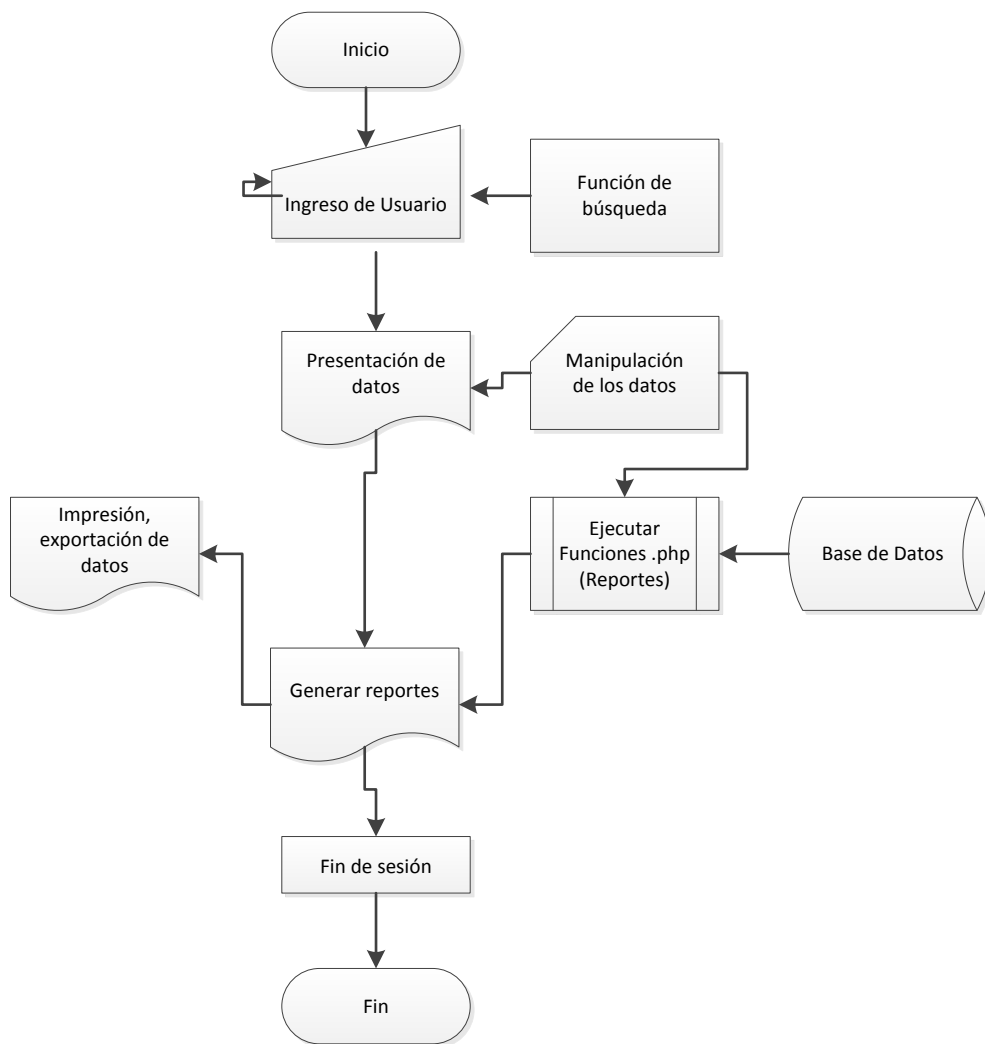 Inicio
Ingreso de Usuario
Función de
búsqueda
Presentación de
datos
Manipulación
de los datos
Impresión,
exportación de
datos
Ejecutar
Funciones .php
(Reportes)
Base de Datos
Generar reportes
Fin de sesión
Fin